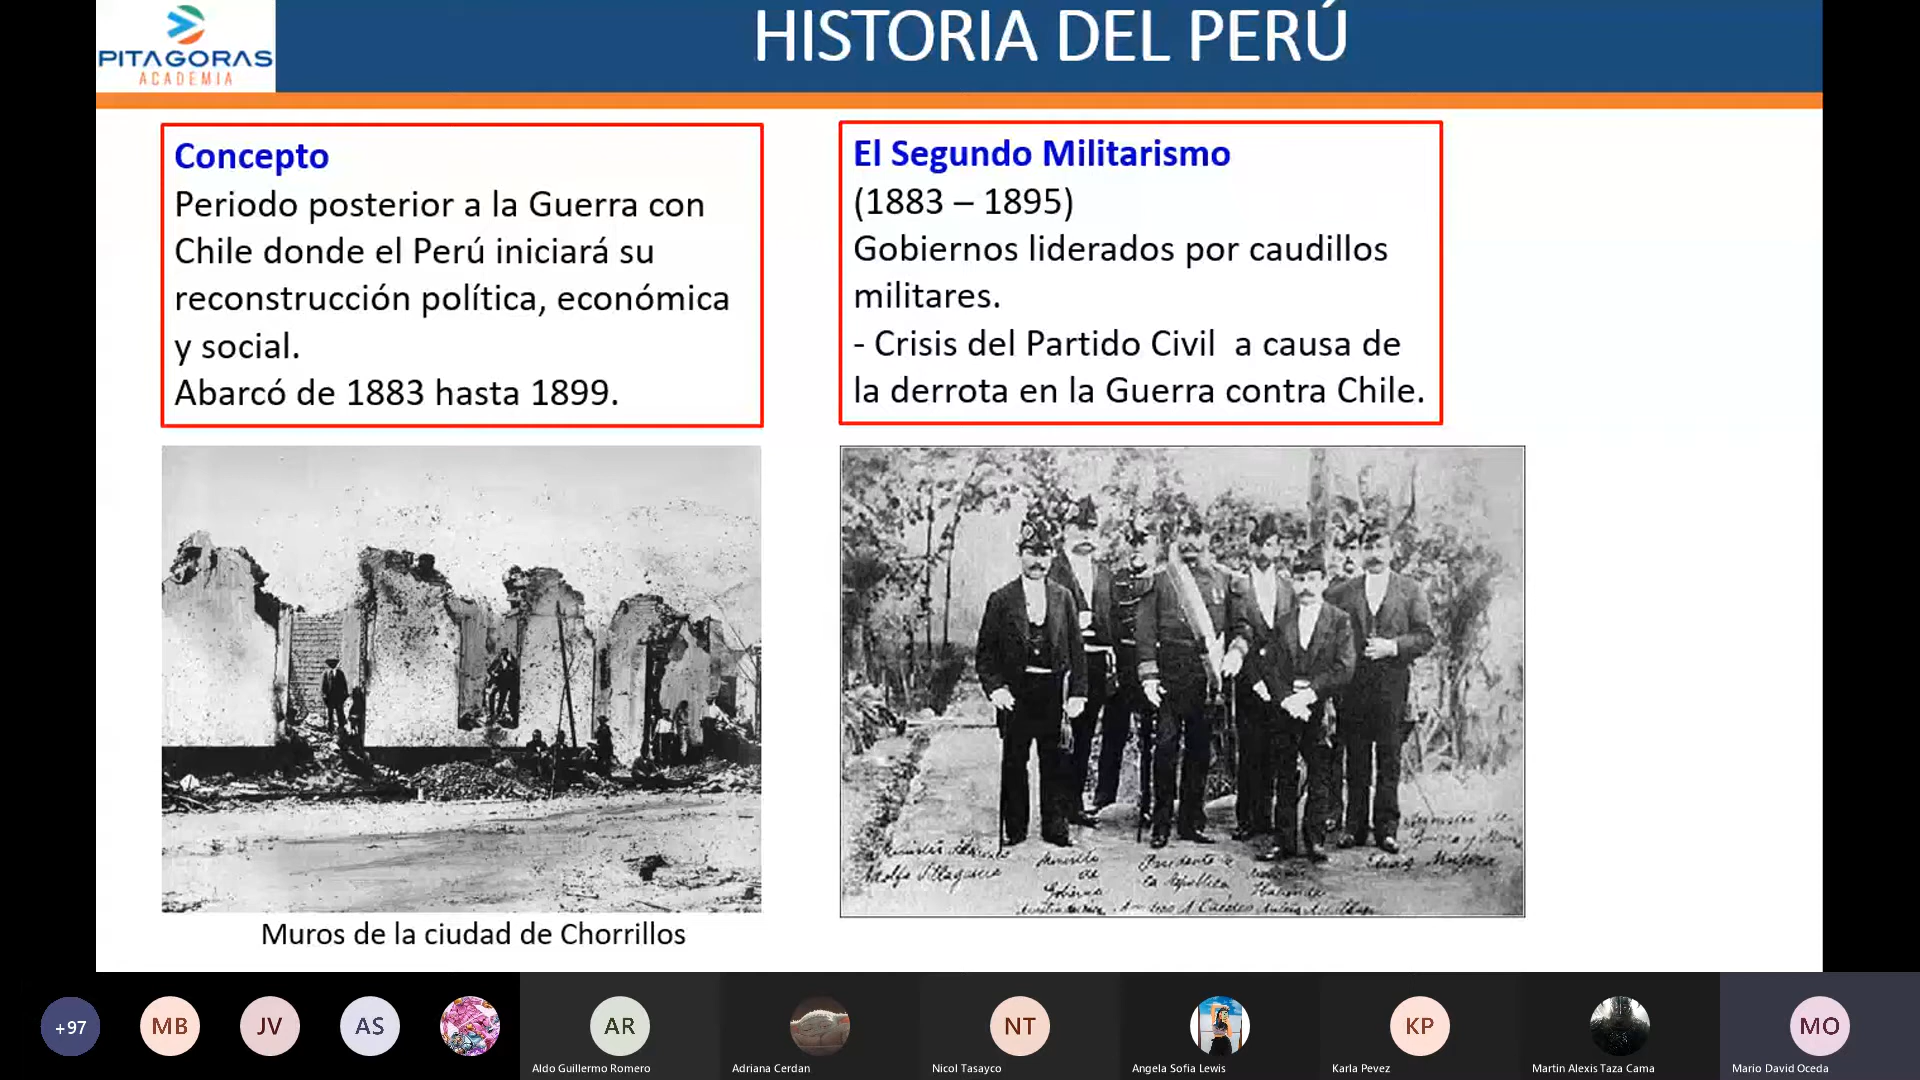 PITAGORAS
ACADEMIA
HISTORIA DEL PERÚ
Concepto
Periodo posterior a la Guerra con
Chile donde el Perú iniciará su
reconstrucción política, económica
y social.
Abarcó de 1883 hasta 1899.
El Segundo Militarismo
(1883 – 1895)
Gobiernos liderados por caudillos
militares.
- Crisis del Partido Civil a causa de
la derrota en la Guerra contra Chile.
Muros de la ciudad de Chorrillos
+97
MB
JV
AS
AR
NT
KP
MO
Aldo Guillermo Romero
Adriana Cerdan
Nicol Tasayco
Angela Sofia Lewis
Karla Pevez
Martin Alexis Taza Cama
Mario David Oceda